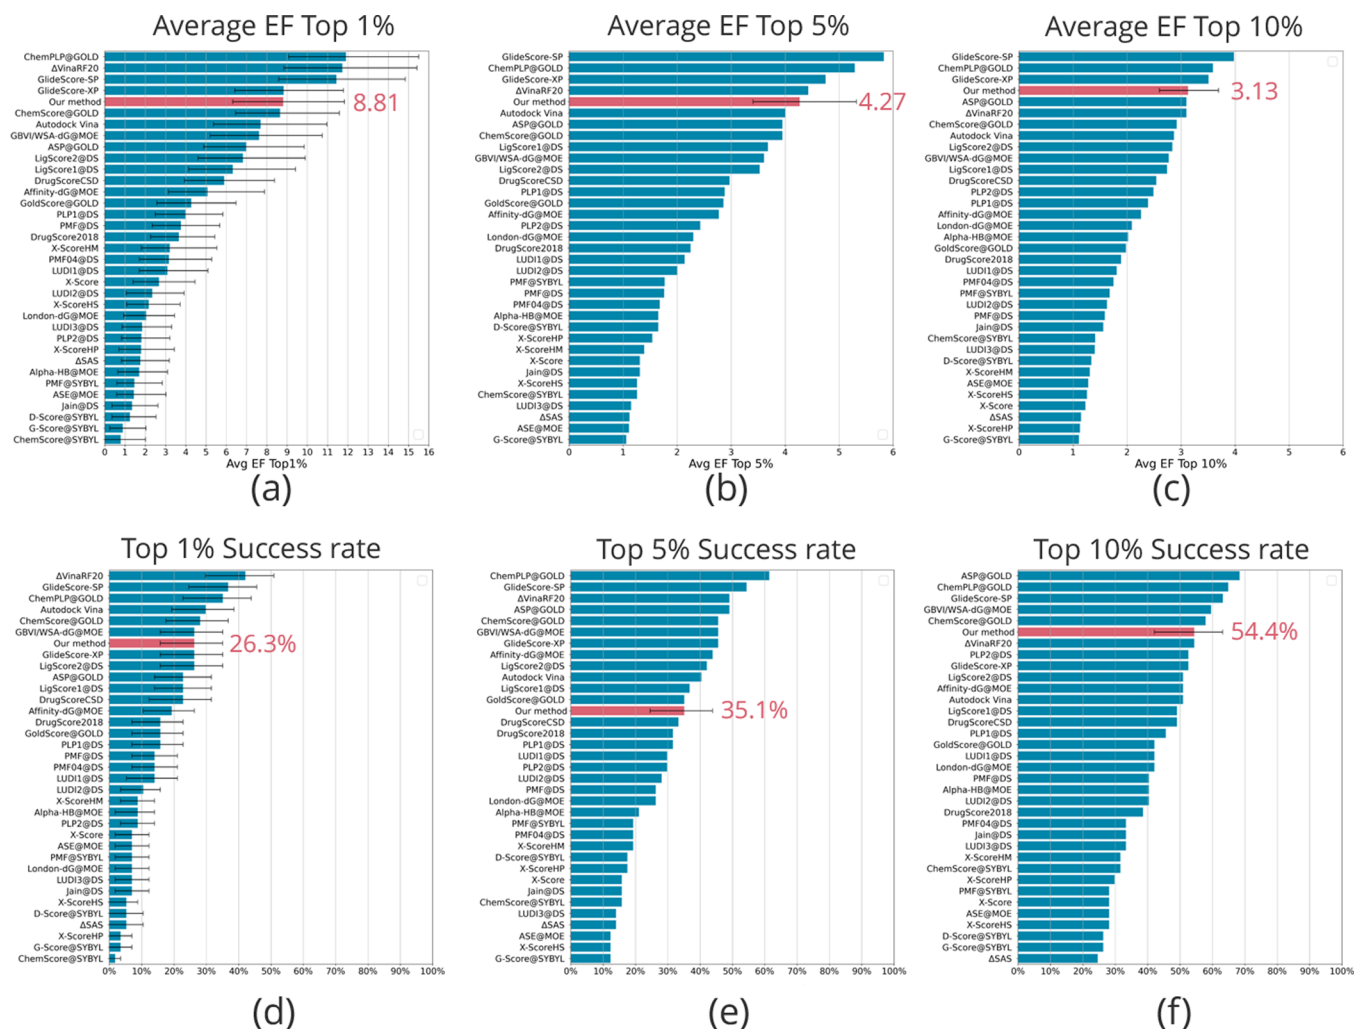 Average EF Top 1%
ChemPLP@GOLD
ΔVinaRF20
GlideScore-SP
GlideScore-XP
Our method
8.81
ChemScore@GOLD
Autodock Vina
GBVI/WSA-dG@MOE
ASP@GOLD
LigScore2@DS
LigScore1@DS
DrugScoreCSD
Affinity-dG@MOE
GoldScore@GOLD
PLP1@DS
PMF@DS
DrugScore2018
X-ScoreHM
PMF04@DS
LUDI1@DS
X-Score
LUDI2@DS
X-ScoreHS
London-dG@MOE
LUDI3@DS
PLP2@DS
X-ScoreHP
ΔSAS
Alpha-HB@MOE
PMF@SYBYL
ASE@MOE
Jain@DS
D-Score@SYBYL
G-Score@SYBYL
ChemScore@SYBYL
0 1 2 3 4 5 6 7 8 9 10 11 12 13 14 15 16
Avg EF Top1%
(a)
Average EF Top 5%
GlideScore-SP
ChemPLP@GOLD
GlideScore-XP
ΔVinaRF20
Our method
4.27
Autodock Vina
ASP@GOLD
ChemScore@GOLD
LigScore1@DS
GBVI/WSA-dG@MOE
LigScore2@DS
DrugScoreCSD
PLP1@DS
GoldScore@GOLD
Affinity-dG@MOE
PLP2@DS
London-dG@MOE
DrugScore2018
LUDI1@DS
LUDI2@DS
PMF@SYBYL
PMF@DS
PMF04@DS
Alpha-HB@MOE
D-Score@SYBYL
X-ScoreHP
X-ScoreHM
X-Score
Jain@DS
X-ScoreHS
ChemScore@SYBYL
LUDI3@DS
ΔSAS
ASE@MOE
G-Score@SYBYL
0 1 2 3 4 5 6
Avg EF Top 5%
(b)
Average EF Top 10%
GlideScore-SP
ChemPLP@GOLD
GlideScore-XP
Our method
3.13
ASP@GOLD
ΔVinaRF20
ChemScore@GOLD
Autodock Vina
LigScore2@DS
GBVI/WSA-dG@MOE
LigScore1@DS
DrugScoreCSD
PLP2@DS
PLP1@DS
Affinity-dG@MOE
London-dG@MOE
Alpha-HB@MOE
GoldScore@GOLD
DrugScore2018
LUDI1@DS
PMF04@DS
PMF@SYBYL
LUDI2@DS
PMF@DS
Jain@DS
ChemScore@SYBYL
LUDI3@DS
D-Score@SYBYL
X-ScoreHM
ASE@MOE
X-ScoreHS
X-Score
ΔSAS
X-ScoreHP
G-Score@SYBYL
0 1 2 3 4 5 6
Avg EF Top 10%
(c)
Top 1% Success rate
ΔVinaRF20
GlideScore-SP
ChemPLP@GOLD
Autodock Vina
ChemScore@GOLD
GBVI/WSA-dG@MOE
Our method
26.3%
GlideScore-XP
LigScore2@DS
ASP@GOLD
LigScore1@DS
DrugScoreCSD
Affinity-dG@MOE
DrugScore2018
GoldScore@GOLD
PLP1@DS
PMF@DS
PMF04@DS
LUDI1@DS
LUDI2@DS
X-ScoreHM
Alpha-HB@MOE
PLP2@DS
X-Score
ASE@MOE
PMF@SYBYL
London-dG@MOE
LUDI3@DS
Jain@DS
X-ScoreHS
D-Score@SYBYL
ΔSAS
X-ScoreHP
G-Score@SYBYL
ChemScore@SYBYL
0% 10% 20% 30% 40% 50% 60% 70% 80% 90% 100%
(d)
Top 5% Success rate
ChemPLP@GOLD
GlideScore-SP
ΔVinaRF20
ASP@GOLD
ChemScore@GOLD
GBVI/WSA-dG@MOE
GlideScore-XP
Affinity-dG@MOE
LigScore2@DS
Autodock Vina
LigScore1@DS
GoldScore@GOLD
Our method
35.1%
DrugScoreCSD
DrugScore2018
PLP1@DS
LUDI1@DS
PLP2@DS
LUDI2@DS
PMF@DS
London-dG@MOE
Alpha-HB@MOE
PMF@SYBYL
PMF04@DS
X-ScoreHM
D-Score@SYBYL
X-ScoreHP
X-Score
Jain@DS
ChemScore@SYBYL
LUDI3@DS
ΔSAS
ASE@MOE
X-ScoreHS
G-Score@SYBYL
0% 10% 20% 30% 40% 50% 60% 70% 80% 90% 100%
(e)
Top 10% Success rate
ASP@GOLD
ChemPLP@GOLD
GlideScore-SP
GBVI/WSA-dG@MOE
ChemScore@GOLD
Our method
54.4%
ΔVinaRF20
PLP2@DS
GlideScore-XP
LigScore2@DS
Affinity-dG@MOE
Autodock Vina
LigScore1@DS
DrugScoreCSD
PLP1@DS
GoldScore@GOLD
LUDI1@DS
London-dG@MOE
PMF@DS
Alpha-HB@MOE
LUDI2@DS
DrugScore2018
PMF04@DS
Jain@DS
LUDI3@DS
X-ScoreHM
ChemScore@SYBYL
X-ScoreHP
PMF@SYBYL
X-Score
ASE@MOE
X-ScoreHS
D-Score@SYBYL
G-Score@SYBYL
ΔSAS
0% 10% 20% 30% 40% 50% 60% 70% 80% 90% 100%
(f)